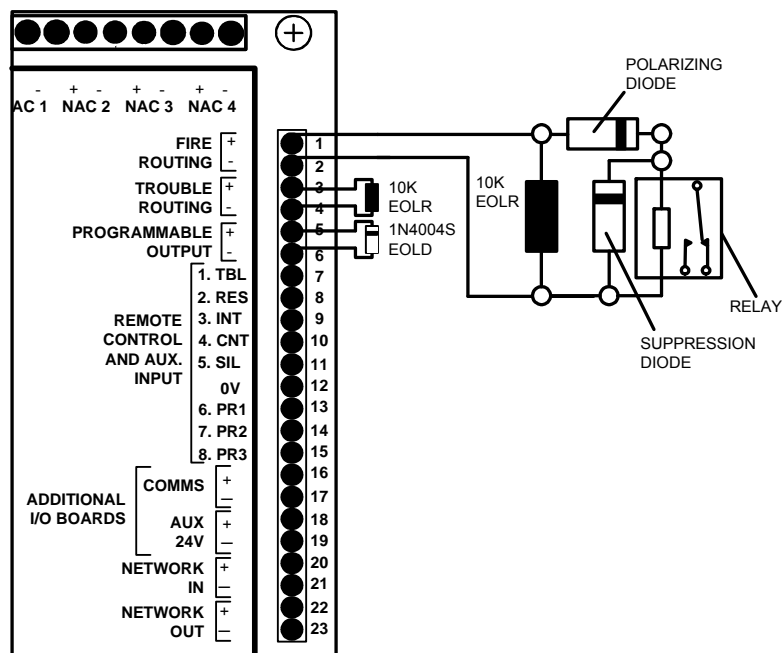 + - + - + - + -
AC 1 NAC 2 NAC 3 NAC 4
FIRE + 1
ROUTING - 2
TROUBLE + 3
ROUTING - 4
PROGRAMMABLE + 5
OUTPUT - 6
1. TBL 7
2. RES 8
3. INT 9
4. CNT 10
5. SIL 11
0V 12
6. PR1 13
7. PR2 14
8. PR3 15
REMOTE
CONTROL
AND AUX.
INPUT
ADDITIONAL
I/O BOARDS
COMMS + 16
– 17
AUX + 18
24V – 19
NETWORK + 20
IN – 21
NETWORK + 22
OUT – 23
10K
EOLR
1N4004S
EOLD
10K
EOLR
POLARIZING
DIODE
RELAY
SUPPRESSION
DIODE